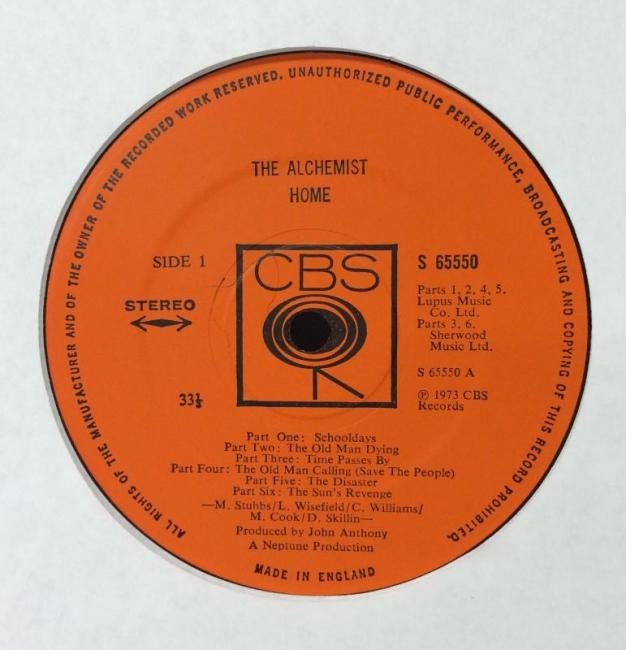 ALL RIGHTS OF THE MANUFACTURER AND OF THE OWNER OF THE RECORDED WORK RESERVED. UNAUTHORIZED PUBLIC PERFORMANCE, BROADCASTING AND COPYING OF THIS RECORD PROHIBITED.
THE ALCHEMIST
HOME
SIDE 1
STEREO
33⅓
CBS
S 65550
Parts 1, 2, 4, 5.
Lupus Music
Co. Ltd.
Parts 3, 6.
Sherwood
Music Ltd.
S 65550 A
℗ 1973 CBS
Records
Part One: Schooldays
Part Two: The Old Man Dying
Part Three: Time Passes By
Part Four: The Old Man Calling (Save The People)
Part Five: The Disaster
Part Six: The Sun's Revenge
—M. Stubbs/L. Wisefield/C. Williams/
M. Cook/D. Skillin—
Produced by John Anthony
A Neptune Production
MADE IN ENGLAND